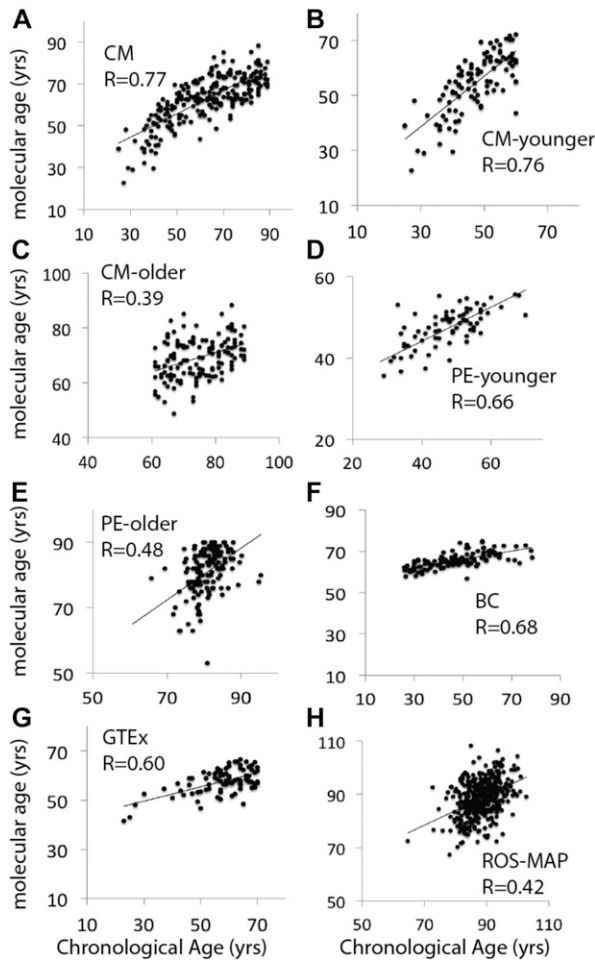 A
B
molecular age (yrs)
90
70
50
30
10
CM
R=0.77
10 30 50 70 90
70
50
30
10
CM-younger
R=0.76
10 30 50 70
C
D
molecular age (yrs)
100
80
60
40
CM-older
R=0.39
40 60 80 100
60
40
20
PE-younger
R=0.66
20 40 60
E
F
molecular age (yrs)
90
70
50
PE-older
R=0.48
50 70 90
90
70
50
30
10
BC
R=0.68
10 30 50 70 90
G
H
molecular age (yrs)
70
50
30
10
GTEx
R=0.60
10 30 50 70
Chronological Age (yrs)
110
90
70
50
ROS-MAP
R=0.42
50 70 90 110
Chronological Age (yrs)